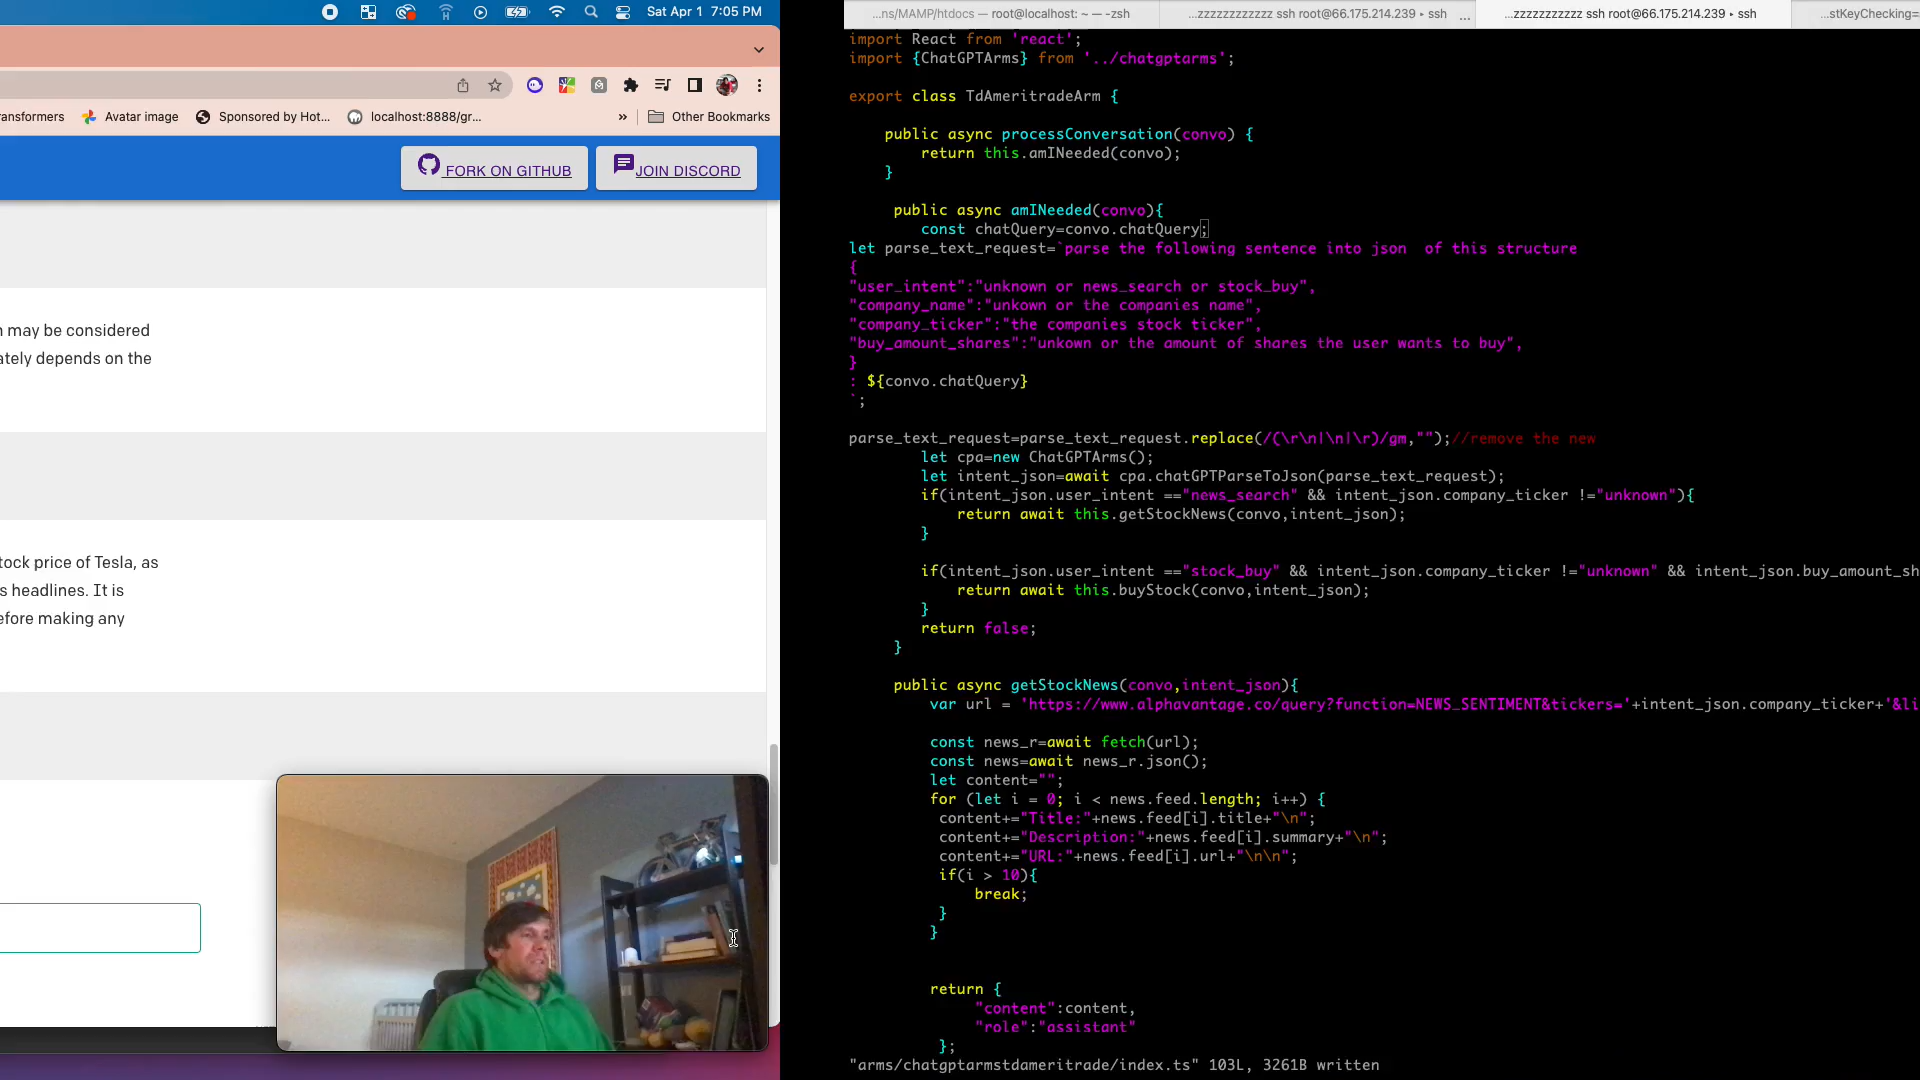 Sat Apr 1 7:05 PM
ansformers
Avatar image
Sponsored by Hot...
localhost:8888/gr...
»
Other Bookmarks
FORK ON GITHUB
JOIN DISCORD
n may be considered
ately depends on the
tock price of Tesla, as
s headlines. It is
efore making any
...ns/MAMP/htdocs — root@localhost: ~ — -zsh
...zzzzzzzzzzzz ssh root@66.175.214.239 ▸ ssh
...
...zzzzzzzzzzz ssh root@66.175.214.239 ▸ ssh
...stKeyChecking=
import React from 'react';
import {ChatGPTArms} from '../chatgptarms';
export class TdAmeritradeArm {
public async processConversation(convo) {
return this.amINeeded(convo);
}
public async amINeeded(convo){
const chatQuery=convo.chatQuery;
let parse_text_request=`parse the following sentence into json  of this structure
{
"user_intent":"unknown or news_search or stock_buy",
"company_name":"unkown or the companies name",
"company_ticker":"the companies stock ticker",
"buy_amount_shares":"unkown or the amount of shares the user wants to buy",
}
: ${convo.chatQuery}
`;
parse_text_request=parse_text_request.replace(/(\r\n|\n|\r)/gm,"");//remove the new
let cpa=new ChatGPTArms();
let intent_json=await cpa.chatGPTParseToJson(parse_text_request);
if(intent_json.user_intent =="news_search" && intent_json.company_ticker !="unknown"){
return await this.getStockNews(convo,intent_json);
}
if(intent_json.user_intent =="stock_buy" && intent_json.company_ticker !="unknown" && intent_json.buy_amount_sh
return await this.buyStock(convo,intent_json);
}
return false;
}
public async getStockNews(convo,intent_json){
var url = 'https://www.alphavantage.co/query?function=NEWS_SENTIMENT&tickers='+intent_json.company_ticker+'&li
const news_r=await fetch(url);
const news=await news_r.json();
let content="";
for (let i = 0; i < news.feed.length; i++) {
content+="Title:"+news.feed[i].title+"\n";
content+="Description:"+news.feed[i].summary+"\n";
content+="URL:"+news.feed[i].url+"\n\n";
if(i > 10){
break;
}
}
return {
"content":content,
"role":"assistant"
};
"arms/chatgptarmstdameritrade/index.ts" 103L, 3261B written